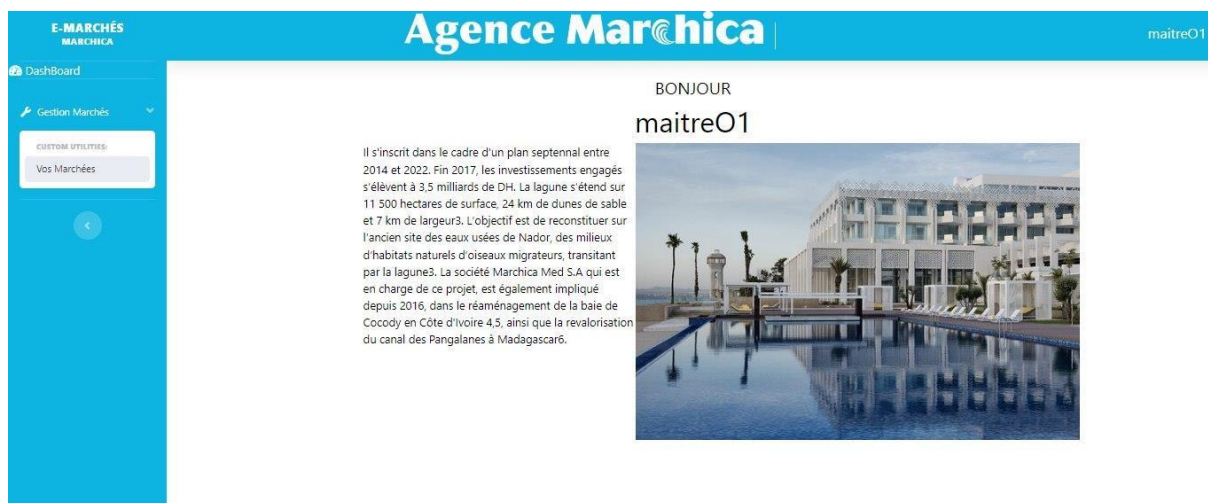 E-MARCHÉS
MARCHICA
Agence Marchica
maitreO1
DashBoard
Gestion Marchés
CUSTOM UTILITIES:
Vos Marchées
BONJOUR
maitreO1
Il s'inscrit dans le cadre d'un plan septennal entre
2014 et 2022. Fin 2017, les investissements engagés
s'élèvent à 3,5 milliards de DH. La lagune s'étend sur
11 500 hectares de surface, 24 km de dunes de sable
et 7 km de largeur3. L'objectif est de reconstituer sur
l'ancien site des eaux usées de Nador, des milieux
d'habitats naturels d'oiseaux migrateurs, transitant
par la lagune3. La société Marchica Med S.A qui est
en charge de ce projet, est également impliqué
depuis 2016, dans le réaménagement de la baie de
Cocody en Côte d'Ivoire 4,5, ainsi que la revalorisation
du canal des Pangalanes à Madagascar6.